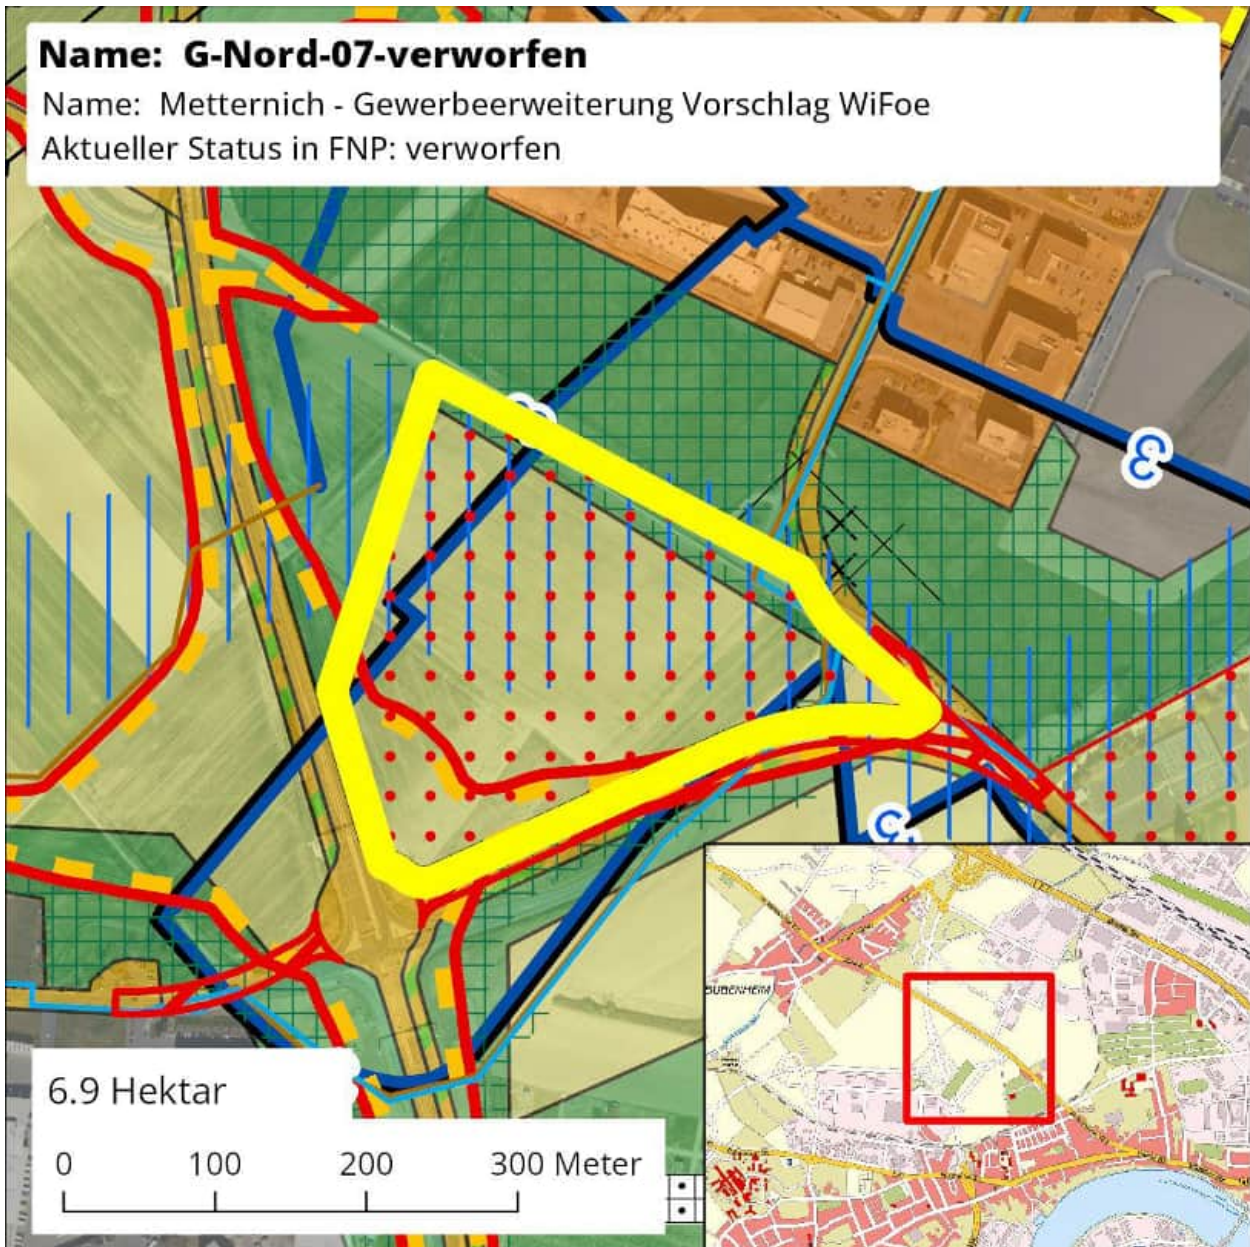 Name: G-Nord-07-verworfen
Name: Metternich - Gewerbeerweiterung Vorschlag WiFoe
Aktueller Status in FNP: verworfen
6.9 Hektar
0 100 200 300 Meter
BUBENHEIM